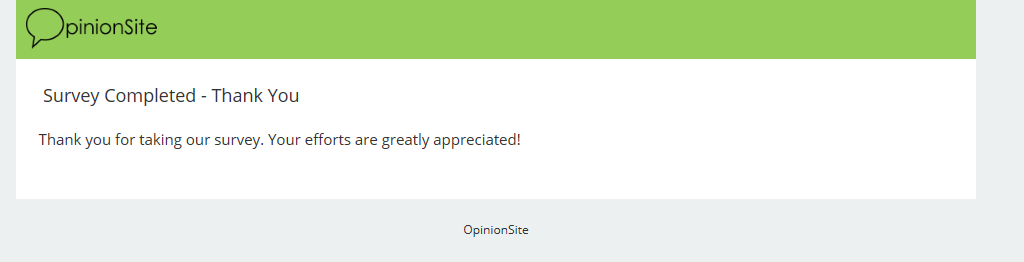 OpinionSite
Survey Completed - Thank You
Thank you for taking our survey. Your efforts are greatly appreciated!
OpinionSite